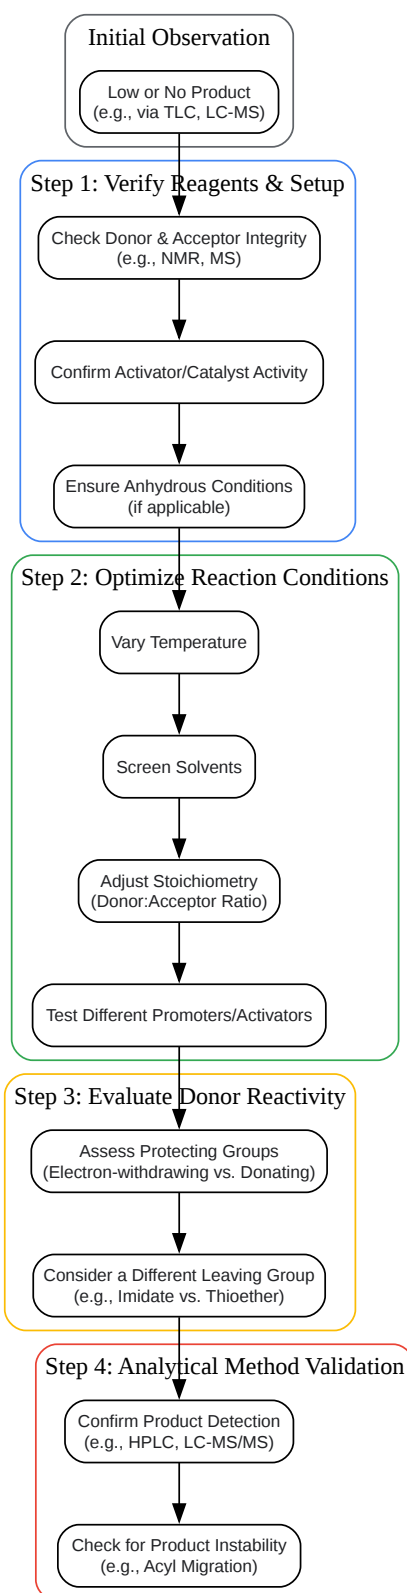 Initial Observation
Low or No Product
(e.g., via TLC, LC-MS)
Step 1: Verify Reagents & Setup
Check Donor & Acceptor Integrity
(e.g., NMR, MS)
Confirm Activator/Catalyst Activity
Ensure Anhydrous Conditions
(if applicable)
Step 2: Optimize Reaction Conditions
Vary Temperature
Screen Solvents
Adjust Stoichiometry
(Donor:Acceptor Ratio)
Test Different Promoters/Activators
Step 3: Evaluate Donor Reactivity
Assess Protecting Groups
(Electron-withdrawing vs. Donating)
Consider a Different Leaving Group
(e.g., Imidate vs. Thioether)
Step 4: Analytical Method Validation
Confirm Product Detection
(e.g., HPLC, LC-MS/MS)
Check for Product Instability
(e.g., Acyl Migration)